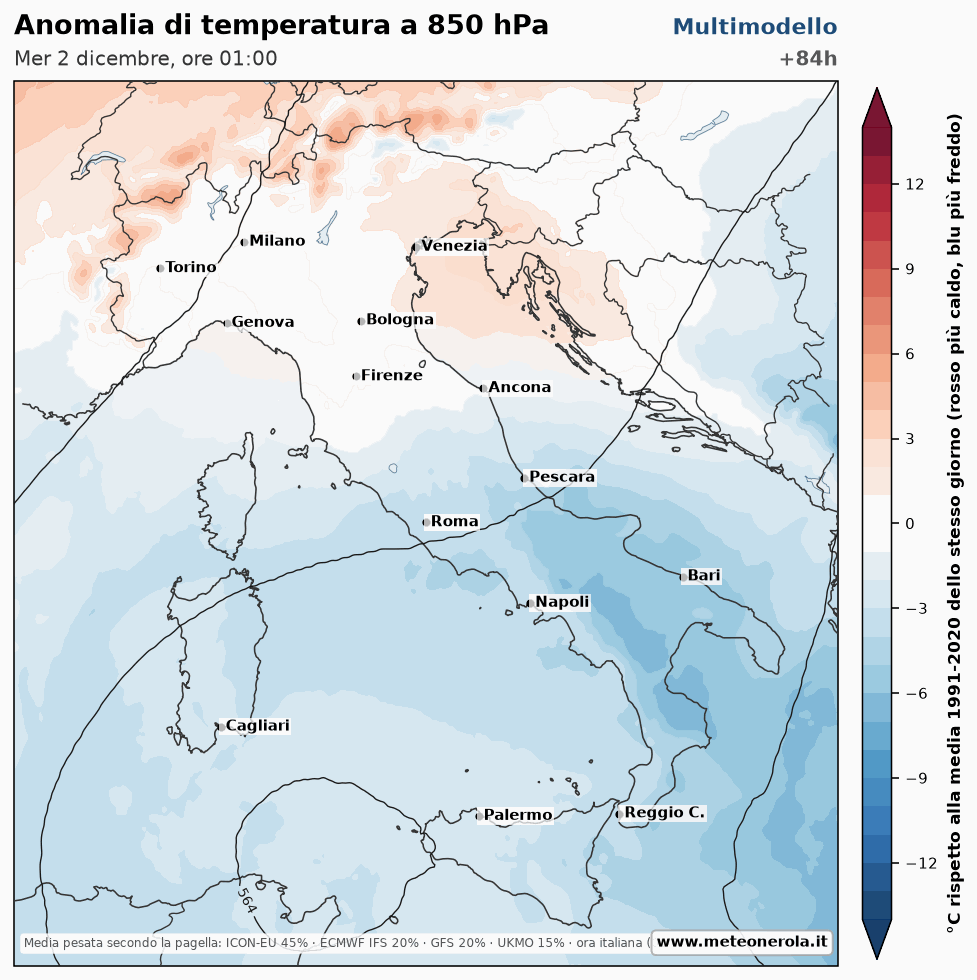 Anomalia di temperatura a 850 hPa
Multimodello
Mer 2 dicembre, ore 01:00
+84h
Milano
Venezia
Torino
Bologna
Genova
Firenze
Ancona
Pescara
Roma
Bari
Napoli
Cagliari
Palermo
Reggio C.
564
12
9
6
3
0
−3
−6
−9
−12
°C rispetto alla media 1991-2020 dello stesso giorno (rosso più caldo, blu più freddo)
Media pesata secondo la pagella: ICON-EU 45% · ECMWF IFS 20% · GFS 20% · UKMO 15% · ora italiana (
www.meteonerola.it